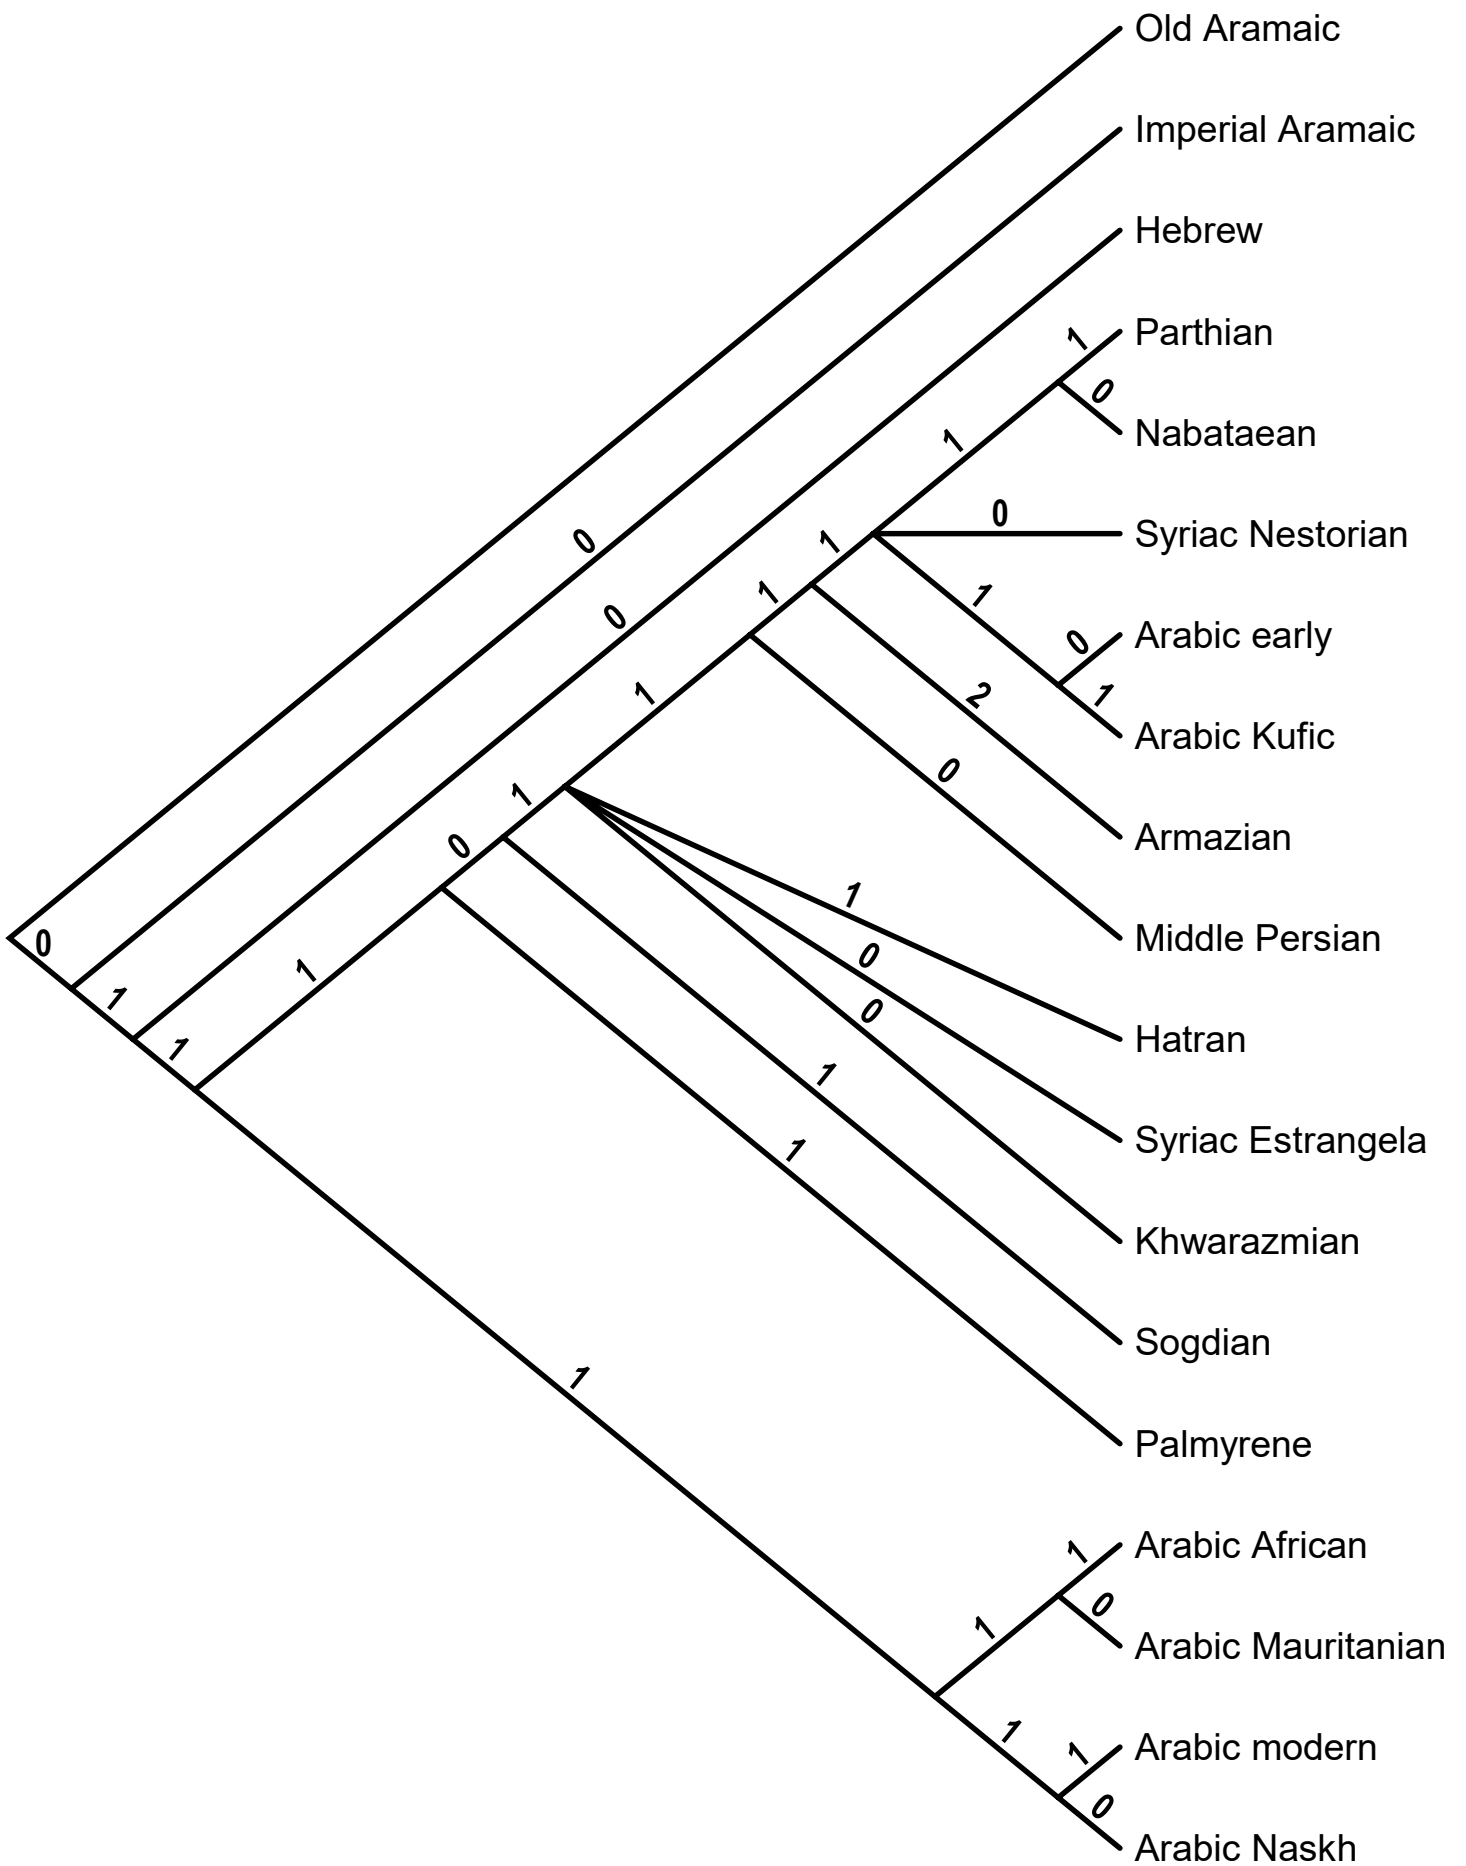 Old Aramaic
Imperial Aramaic
Hebrew
1
Parthian
0
Nabataean
1
0
Syriac Nestorian
0
1
1
0
Arabic early
0
1
1
Arabic Kufic
1
2
Armazian
0
1
Middle Persian
1
0
1
Hatran
0
0
0
Syriac Estrangela
1
1
Khwarazmian
1
1
Sogdian
1
Palmyrene
1
1
Arabic African
0
1
Arabic Mauritanian
1
1
Arabic modern
0
Arabic Naskh